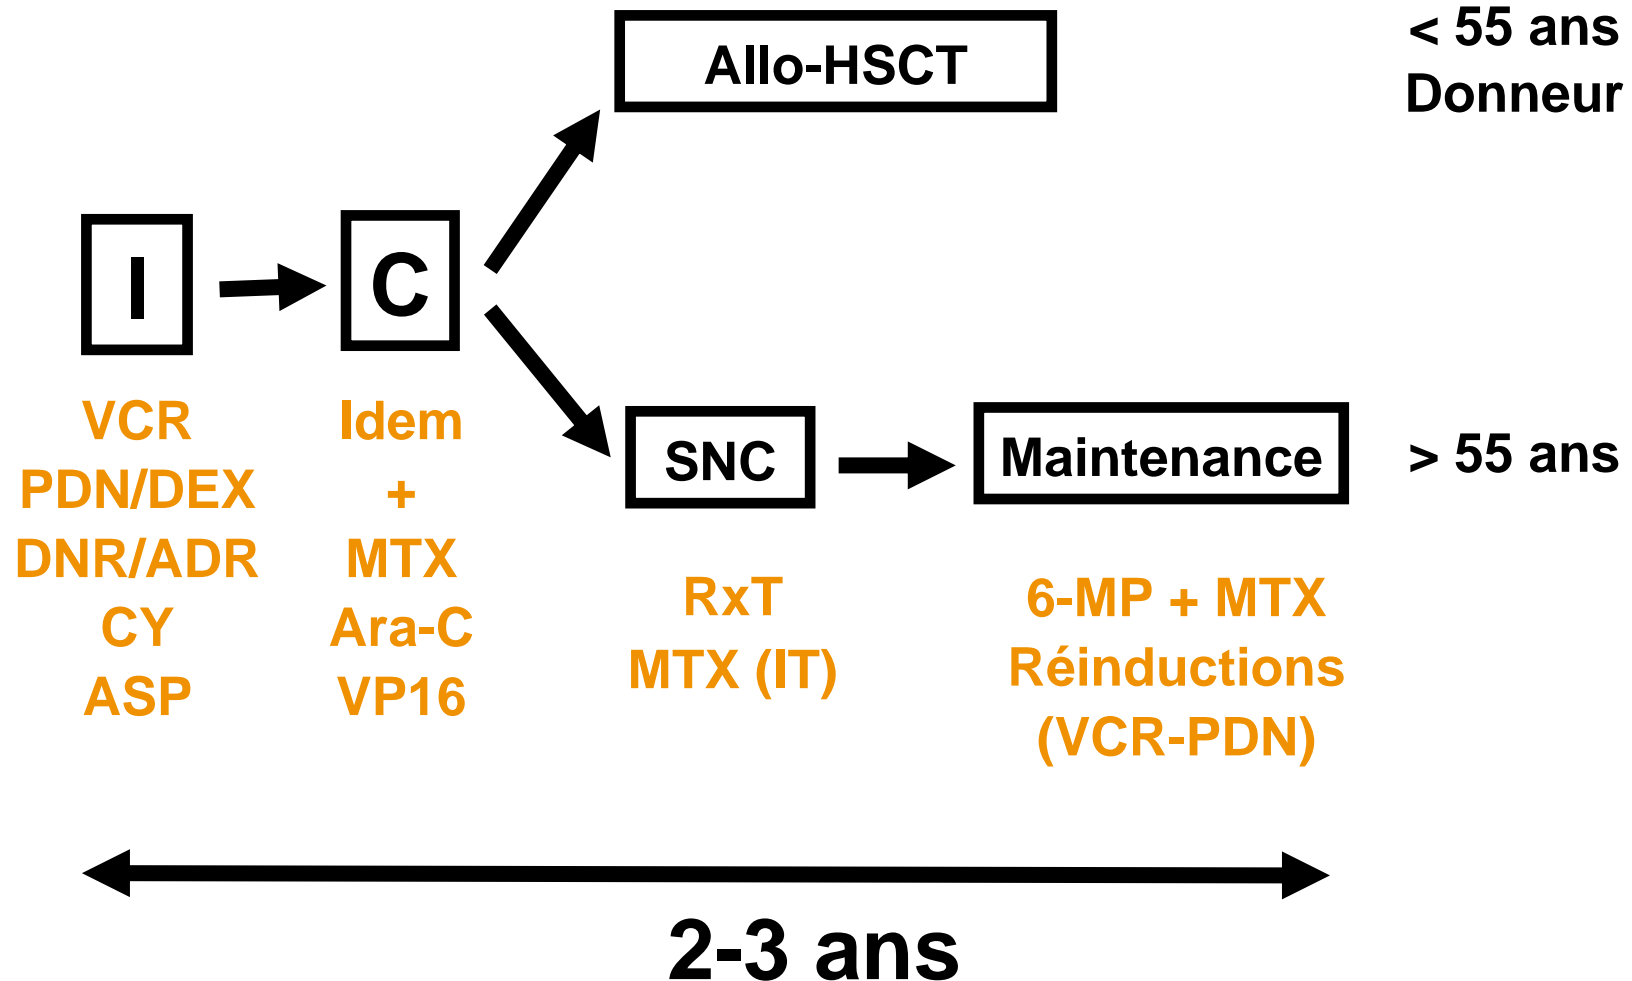 Allo-HSCT
< 55 ans
Donneur
I
C
VCR
PDN/DEX
DNR/ADR
CY
ASP
Idem
+
MTX
Ara-C
VP16
SNC
RxT
MTX (IT)
Maintenance
6-MP + MTX
Réinductions
(VCR-PDN)
> 55 ans
2-3 ans